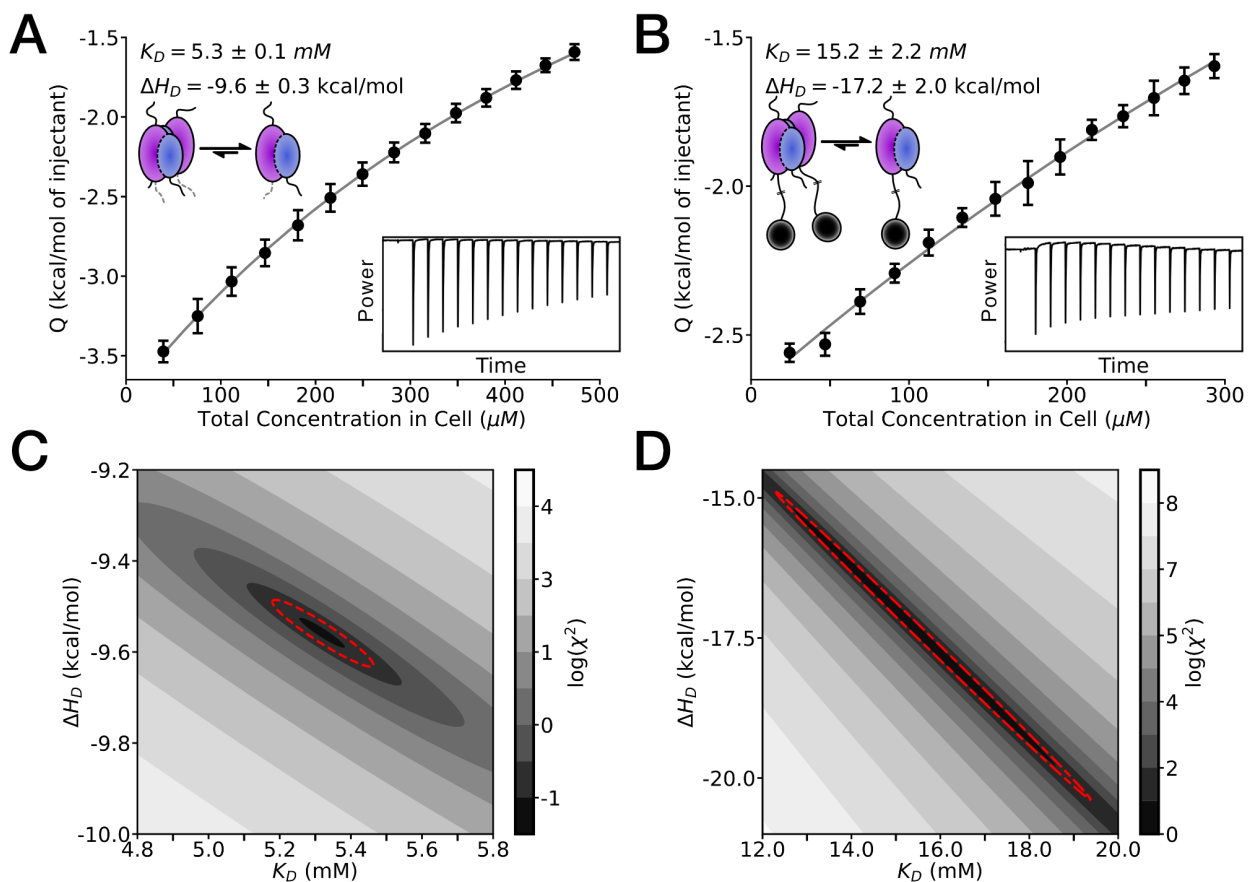 A
K_D = 5.3 ± 0.1 mM
ΔH_D = -9.6 ± 0.3 kcal/mol
-1.5
-2.0
-2.5
-3.0
-3.5
Q (kcal/mol of injectant)
Power
Time
0 100 200 300 400 500
Total Concentration in Cell (μM)
B
K_D = 15.2 ± 2.2 mM
ΔH_D = -17.2 ± 2.0 kcal/mol
-1.5
-2.0
-2.5
Q (kcal/mol of injectant)
Power
Time
0 100 200 300
Total Concentration in Cell (μM)
C
-9.2
-9.4
-9.6
-9.8
-10.0
ΔH_D (kcal/mol)
4.8 5.0 5.2 5.4 5.6 5.8
K_D (mM)
4
3
1
0
-1
log(χ²)
D
-15.0
-17.5
-20.0
ΔH_D (kcal/mol)
12.0 14.0 16.0 18.0 20.0
K_D (mM)
8
7
5
4
2
0
log(χ²)